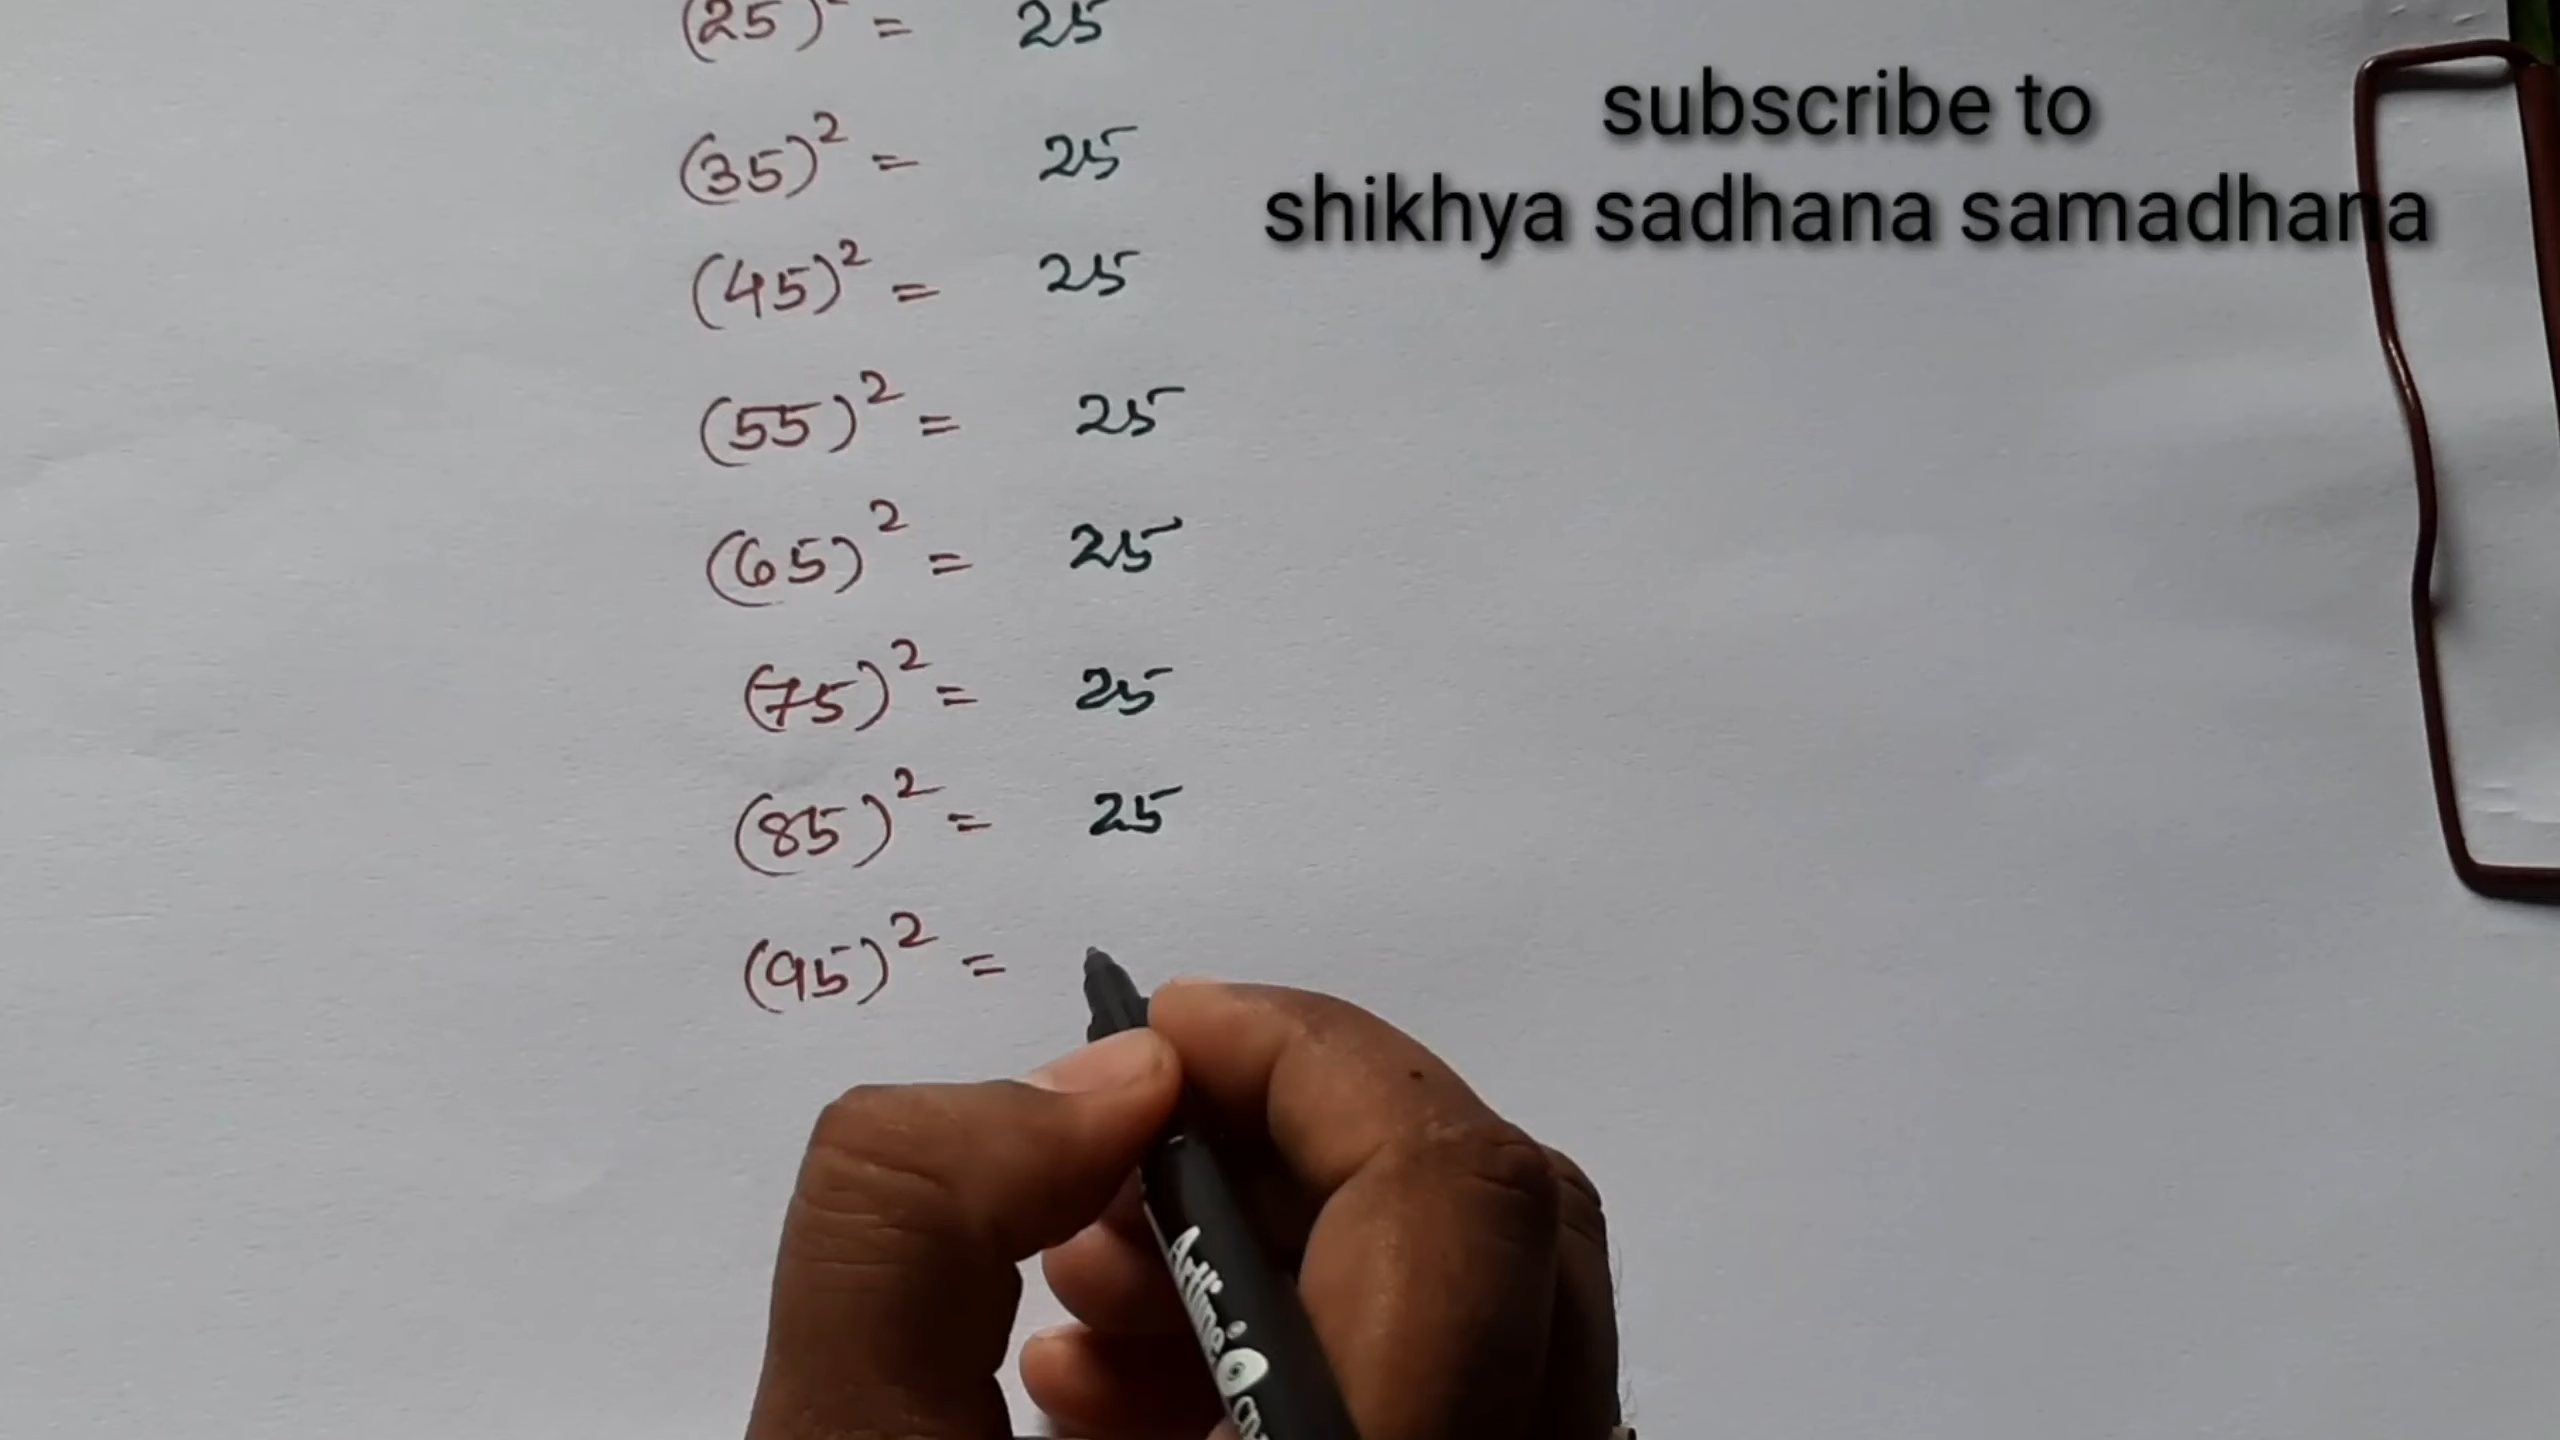 (25)² = 25
subscribe to
(35)² = 25
shikhya sadhana samadhana
(45)² = 25
(55)² = 25
(65)² = 25
(75)² = 25
(85)² = 25
(95)² =
Artline